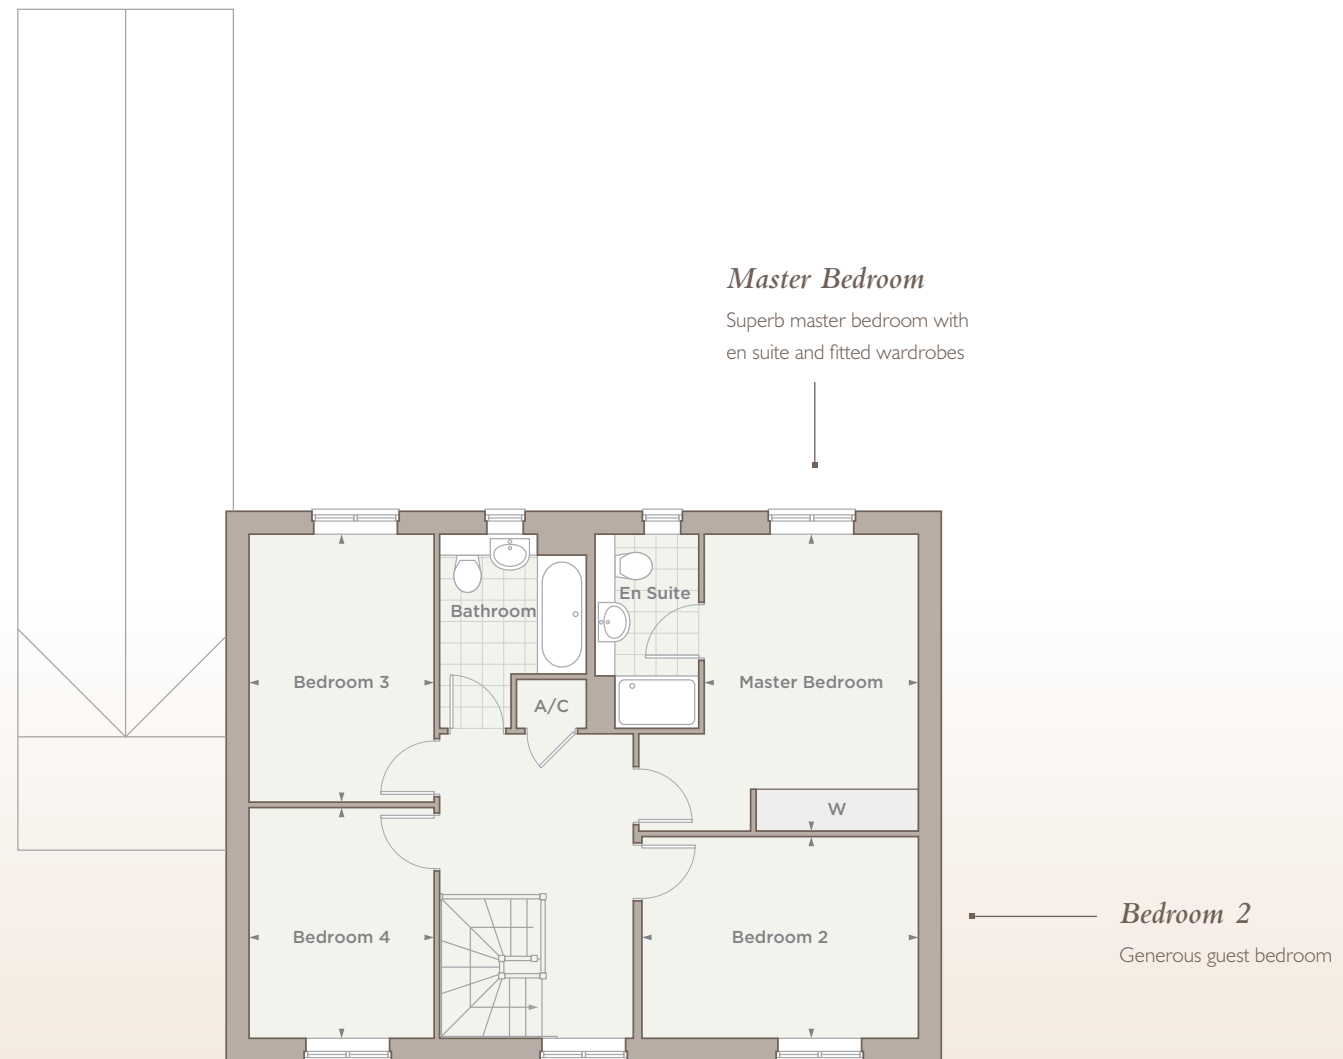 Master Bedroom
Superb master bedroom with
en suite and fitted wardrobes
En Suite
Bathroom
Bedroom 3
Master Bedroom
A/C
W
Bedroom 2
Generous guest bedroom
Bedroom 4
Bedroom 2